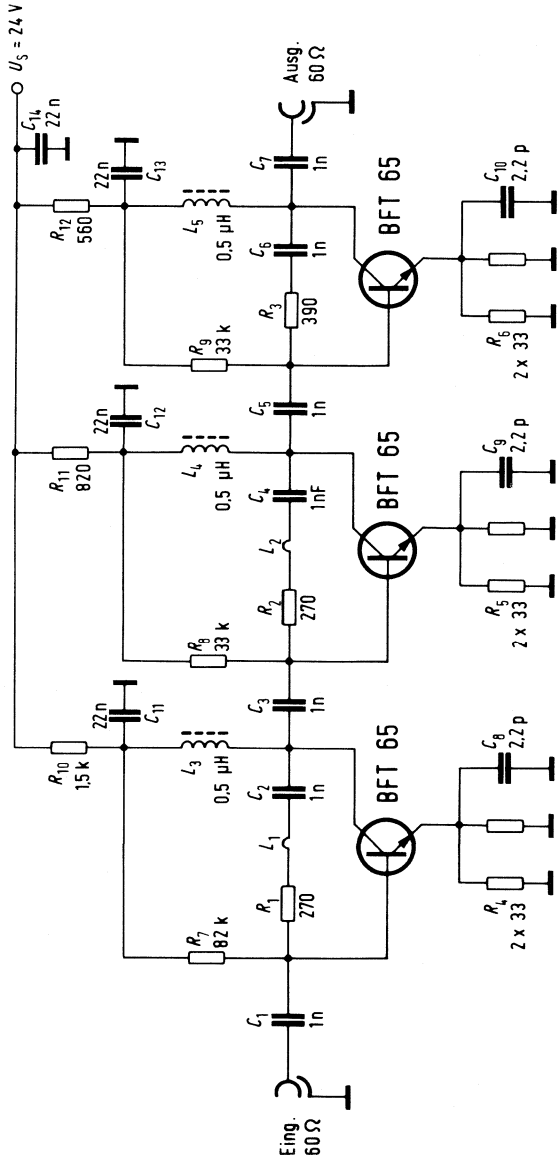 U_S = 24 V
C14
22 n
R10
1,5 k
22 n
C11
R11
820
22n
C12
R12
560
22n
C13
R7
82 k
L3
0,5 µH
R8
33 k
L4
0,5 µH
R9
33 k
L5
0,5 µH
Eing.
60 Ω
C1
1n
R1
270
L1
C2
1n
C3
1n
R2
270
L2
C4
1nF
C5
1n
R3
390
C6
1n
C7
1n
Ausg.
60 Ω
BFT 65
BFT 65
BFT 65
R4
2 x 33
C8
2,2 p
R5
2 x 33
C9
2,2 p
R6
2 x 33
C10
2,2 p